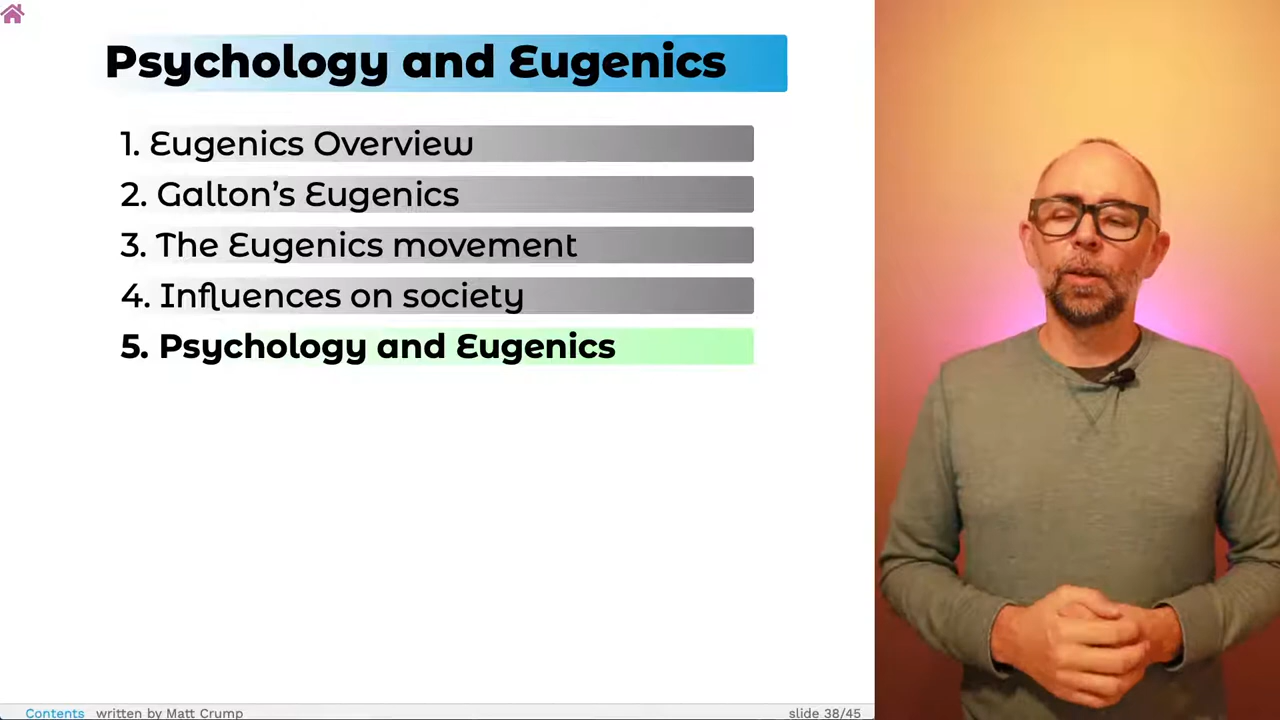 Psychology and Eugenics
1. Eugenics Overview
2. Galton's Eugenics
3. The Eugenics movement
4. Influences on society
5. Psychology and Eugenics
Contents written by Matt Crump slide 38/45